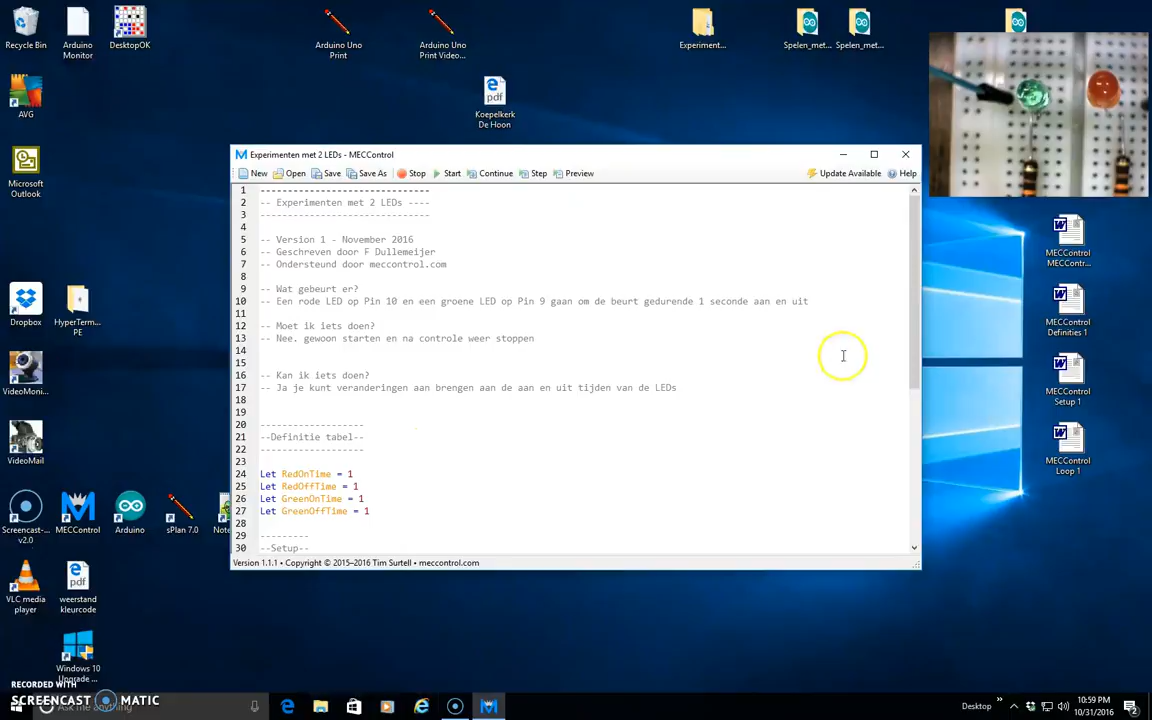 Recycle Bin
Arduino
Monitor
DesktopOK
Arduino Uno
Print
Arduino Uno
Print Video...
Experiment...
Spelen_met...
Spelen_met...
AVG
Koepelkerk
De Hoon
Microsoft
Outlook
Experimenten met 2 LEDs - MECControl
New
Open
Save
Save As
Stop
Start
Continue
Step
Preview
Update Available
Help
1 -------------------------------
2 -- Experimenten met 2 LEDs ----
3 -------------------------------
4
5 -- Version 1 - November 2016
6 -- Geschreven door F Dullemeijer
7 -- Ondersteund door meccontrol.com
8
9 -- Wat gebeurt er?
10 -- Een rode LED op Pin 10 en een groene LED op Pin 9 gaan om de beurt gedurende 1 seconde aan en uit
11
12 -- Moet ik iets doen?
13 -- Nee. gewoon starten en na controle weer stoppen
14
15
16 -- Kan ik iets doen?
17 -- Ja je kunt veranderingen aan brengen aan de aan en uit tijden van de LEDs
18
19
20 -------------------
21 --Definitie tabel--
22 -------------------
23
24 Let RedOnTime = 1
25 Let RedOffTime = 1
26 Let GreenOnTime = 1
27 Let GreenOffTime = 1
28
29 ---------
30 --Setup--
Version 1.1.1 • Copyright © 2015–2016 Tim Surtell • meccontrol.com
MECControl
MECContr...
MECControl
Definities 1
MECControl
Setup 1
MECControl
Loop 1
Dropbox
HyperTerm...
PE
VideoMoni...
VideoMail
Screencast-...
v2.0
MECControl
Arduino
sPlan 7.0
VLC media
player
weerstand
kleurcode
Windows 10
Upgrade ...
RECORDED WITH
SCREENCAST MATIC
Desktop
10:59 PM
10/31/2016
2